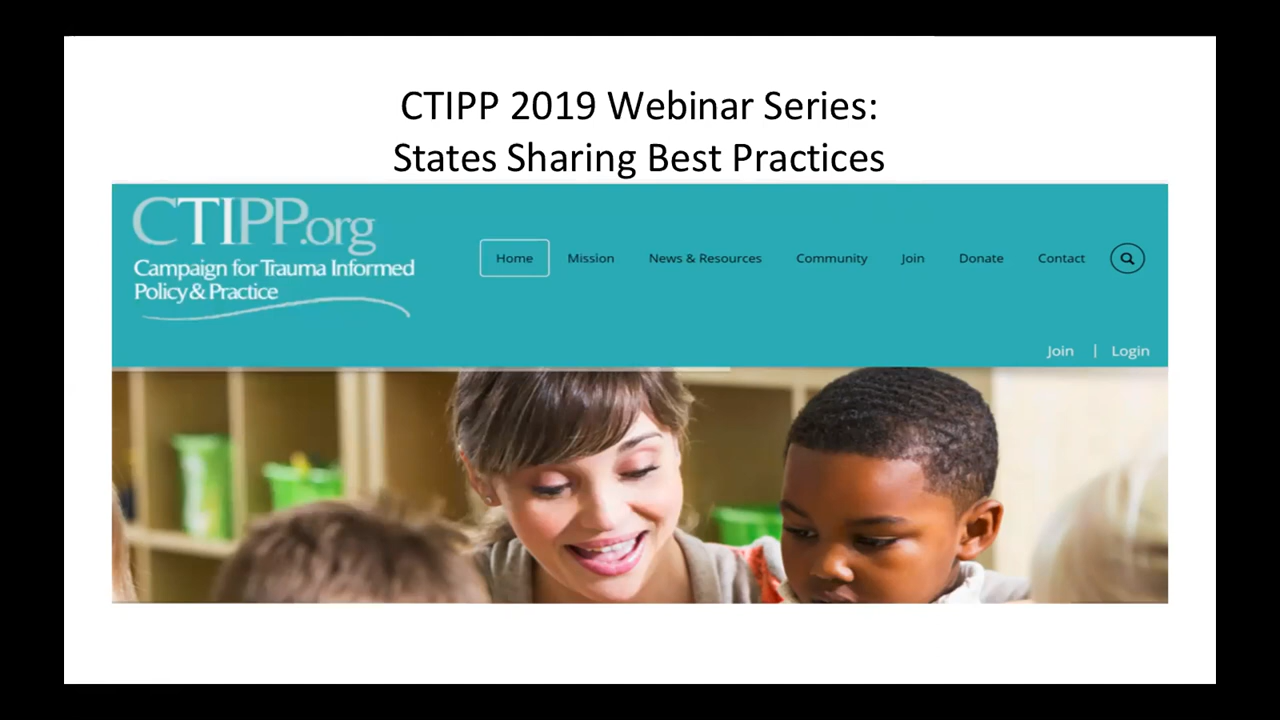 CTIPP 2019 Webinar Series:
States Sharing Best Practices
CTIPP.org
Campaign for Trauma Informed
Policy & Practice
Home Mission News & Resources Community Join Donate Contact
Join | Login